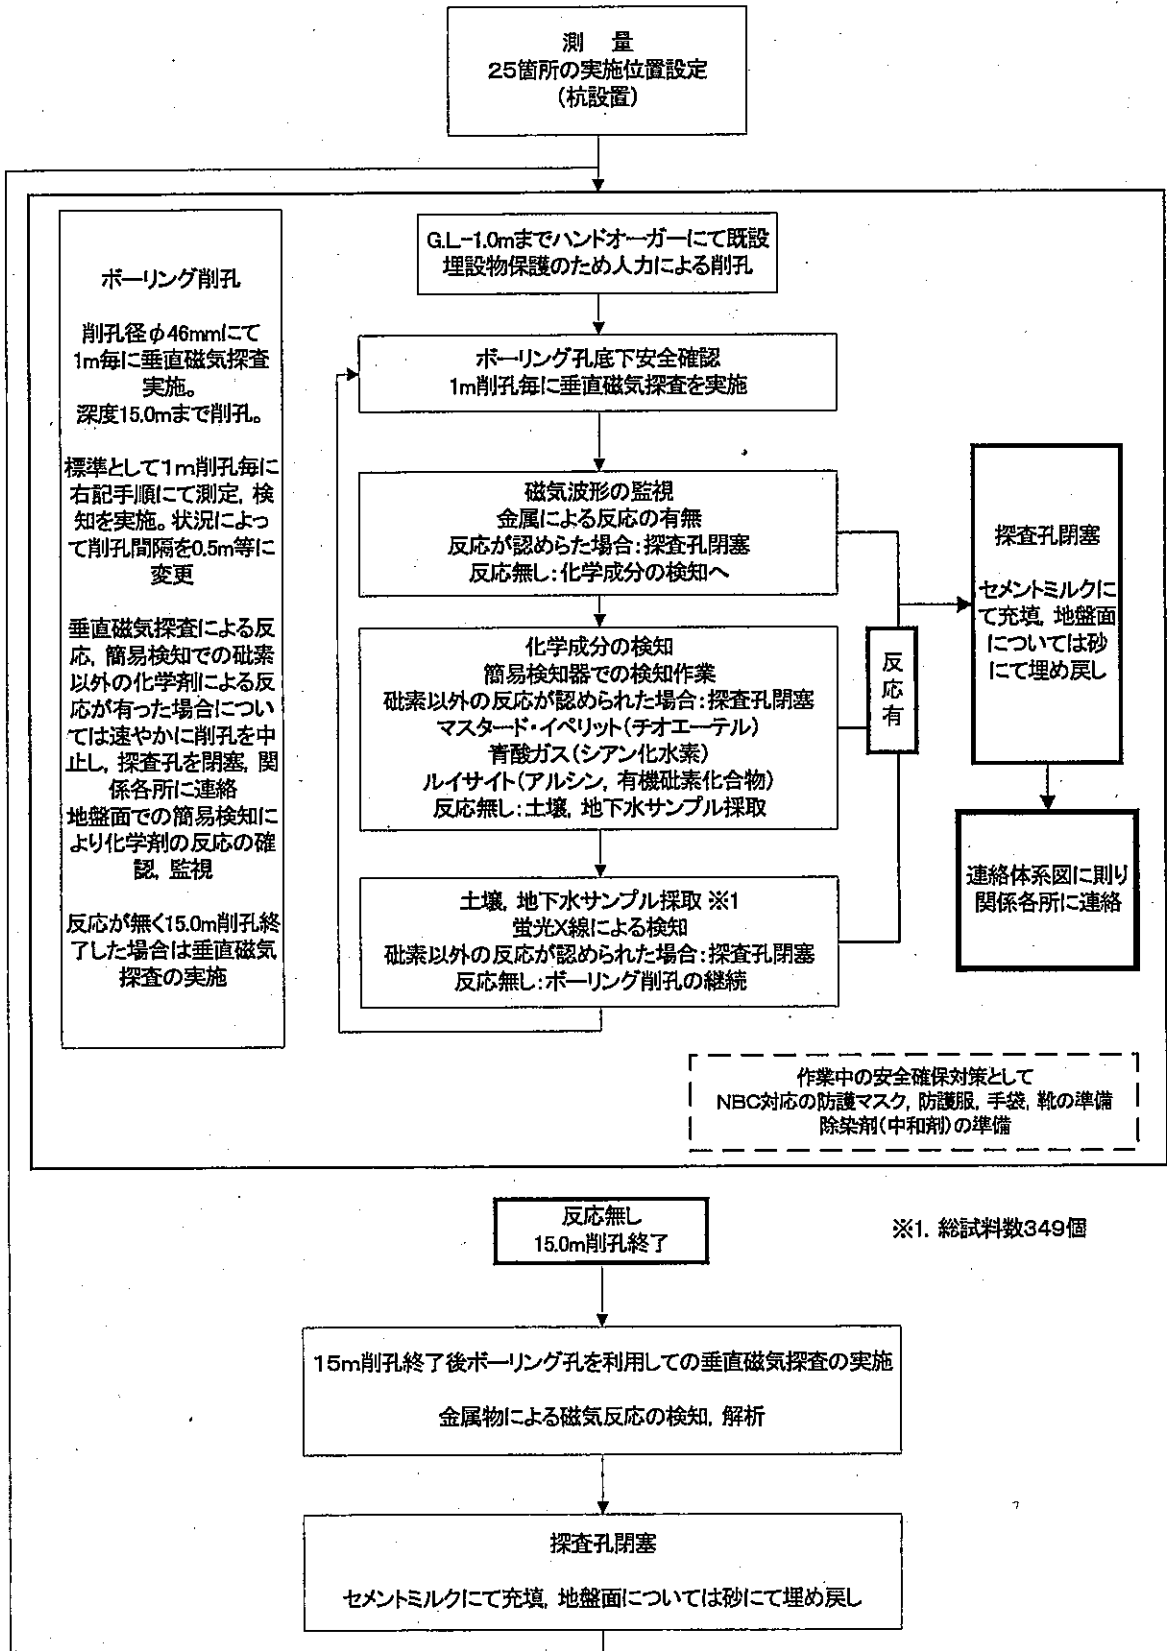 測 量
25箇所の実施位置設定
(杭設置)
ボーリング削孔
削孔径φ46mmにて
1m毎に垂直磁気探査
実施。
深度15.0mまで削孔。
標準として1m削孔毎に
右記手順にて測定, 検
知を実施。状況によっ
て削孔間隔を0.5m等に
変更
垂直磁気探査による反
応, 簡易検知での砒素
以外の化学剤による反
応が有った場合につい
ては速やかに削孔を中
止し, 探査孔を閉塞, 関
係各所に連絡
地盤面での簡易検知に
より化学剤の反応の確
認, 監視
反応が無く15.0m削孔終
了した場合は垂直磁気
探査の実施
G.L-1.0mまでハンドオーガーにて既設
埋設物保護のため人力による削孔
ボーリング孔底下安全確認
1m削孔毎に垂直磁気探査を実施
磁気波形の監視
金属による反応の有無
反応が認めらた場合:探査孔閉塞
反応無し:化学成分の検知へ
化学成分の検知
簡易検知器での検知作業
砒素以外の反応が認められた場合:探査孔閉塞
マスタード・イペリット(チオエーテル)
青酸ガス(シアン化水素)
ルイサイト(アルシン, 有機砒素化合物)
反応無し:土壌, 地下水サンプル採取
土壌, 地下水サンプル採取 ※1
蛍光X線による検知
砒素以外の反応が認められた場合:探査孔閉塞
反応無し:ボーリング削孔の継続
反応有
探査孔閉塞
セメントミルクに
て充填, 地盤面
については砂
にて埋め戻し
連絡体系図に則り
関係各所に連絡
作業中の安全確保対策として
NBC対応の防護マスク, 防護服, 手袋, 靴の準備
除染剤(中和剤)の準備
反応無し
15.0m削孔終了
※1. 総試料数349個
15m削孔終了後ボーリング孔を利用しての垂直磁気探査の実施
金属物による磁気反応の検知, 解析
探査孔閉塞
セメントミルクにて充填, 地盤面については砂にて埋め戻し